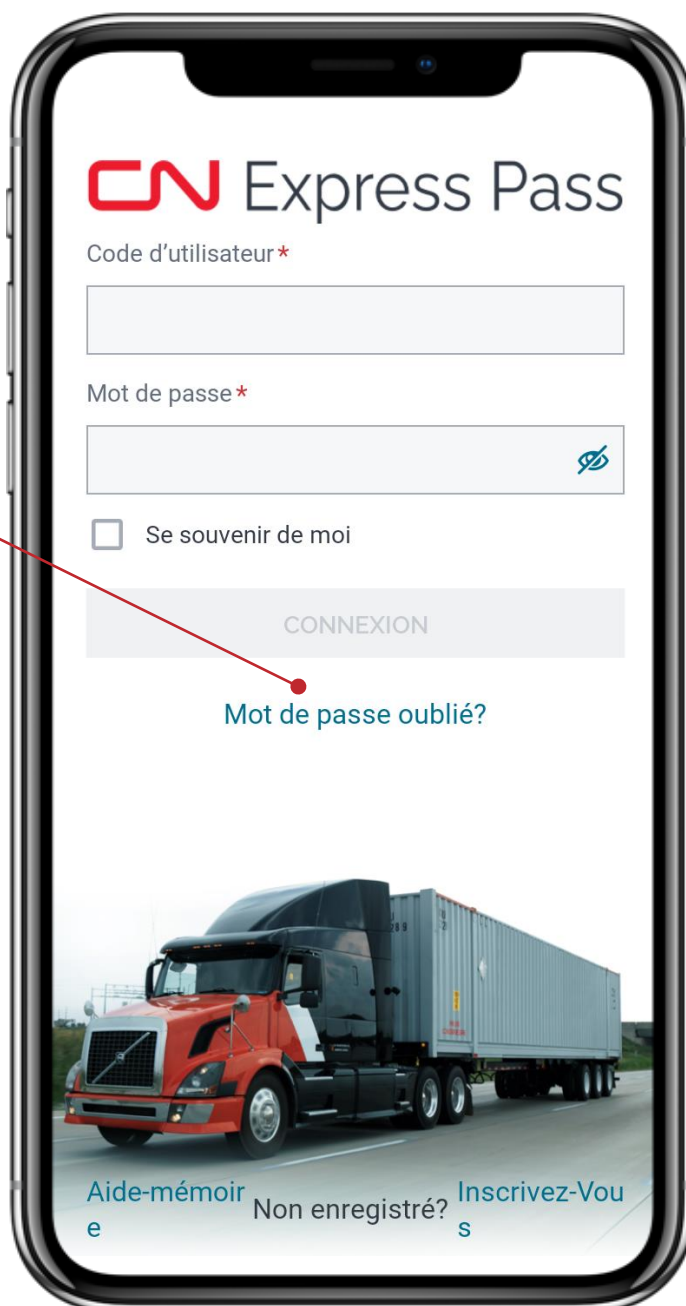 CN Express Pass
Code d’utilisateur*
Mot de passe*
Se souvenir de moi
CONNEXION
Mot de passe oublié?
Aide-mémoir
e
Non enregistré?
Inscrivez-Vou
s